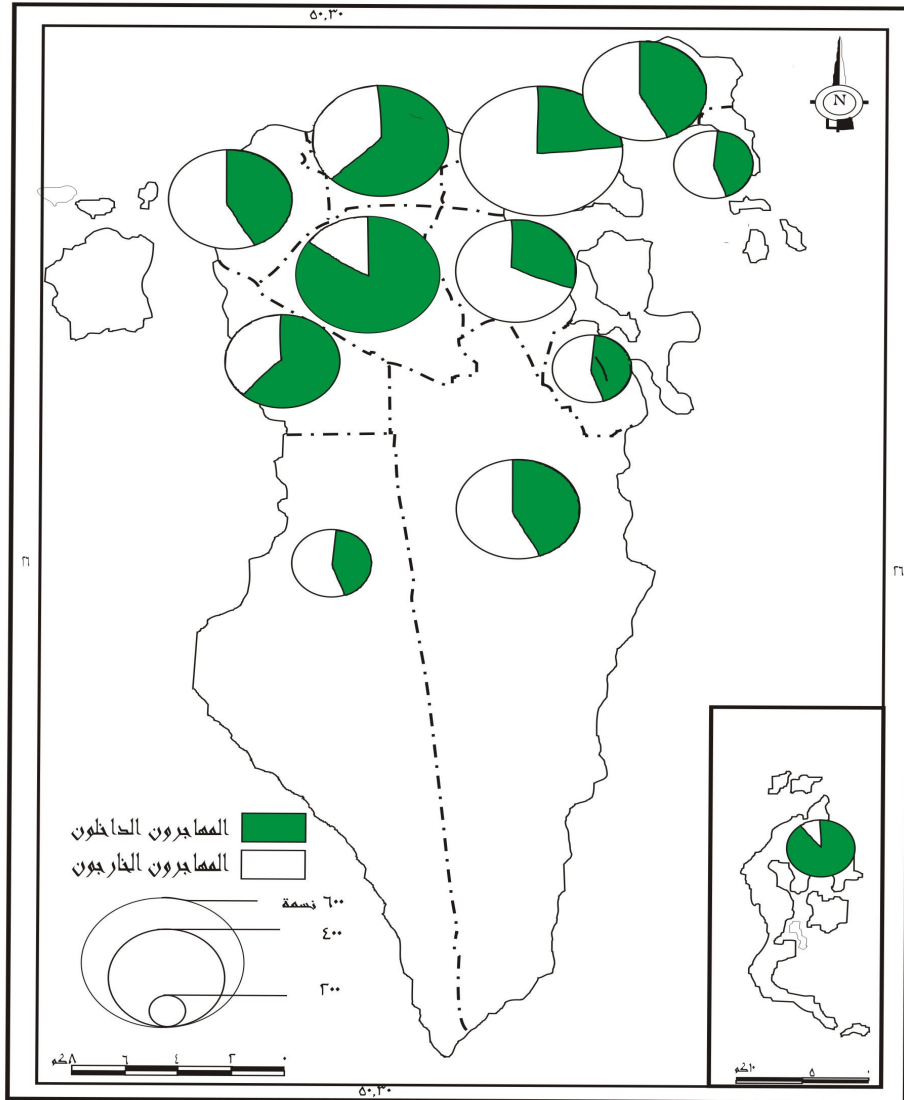 ٥٠,٣٠
N
٢٦
٢٦
المهاجرون الداخلون
المهاجرون الخارجون
٦٠٠ نسمة
٤٠٠
٢٠٠
٨كم ٦ ٤ ٢ ٠
١٠كم ٥ ٠
٥٠,٣٠